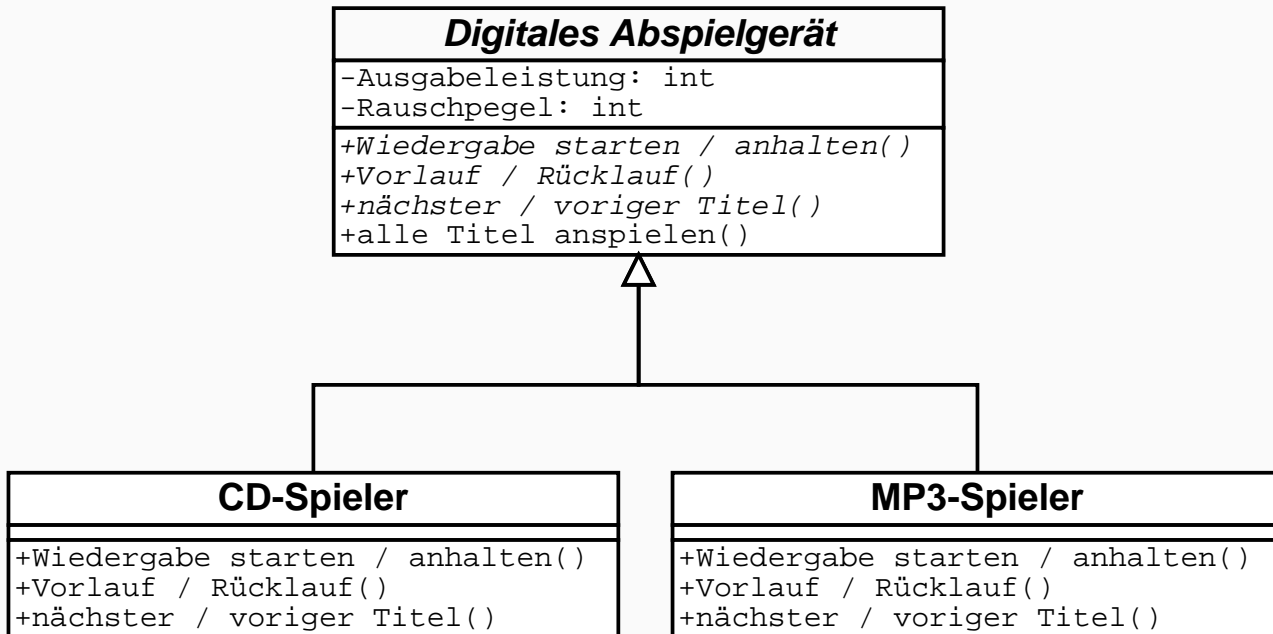 Digitales Abspielgerät
-Ausgabeleistung: int
-Rauschpegel: int
+Wiedergabe starten / anhalten()
+Vorlauf / Rücklauf()
+nächster / voriger Titel()
+alle Titel anspielen()
CD-Spieler
+Wiedergabe starten / anhalten()
+Vorlauf / Rücklauf()
+nächster / voriger Titel()
MP3-Spieler
+Wiedergabe starten / anhalten()
+Vorlauf / Rücklauf()
+nächster / voriger Titel()